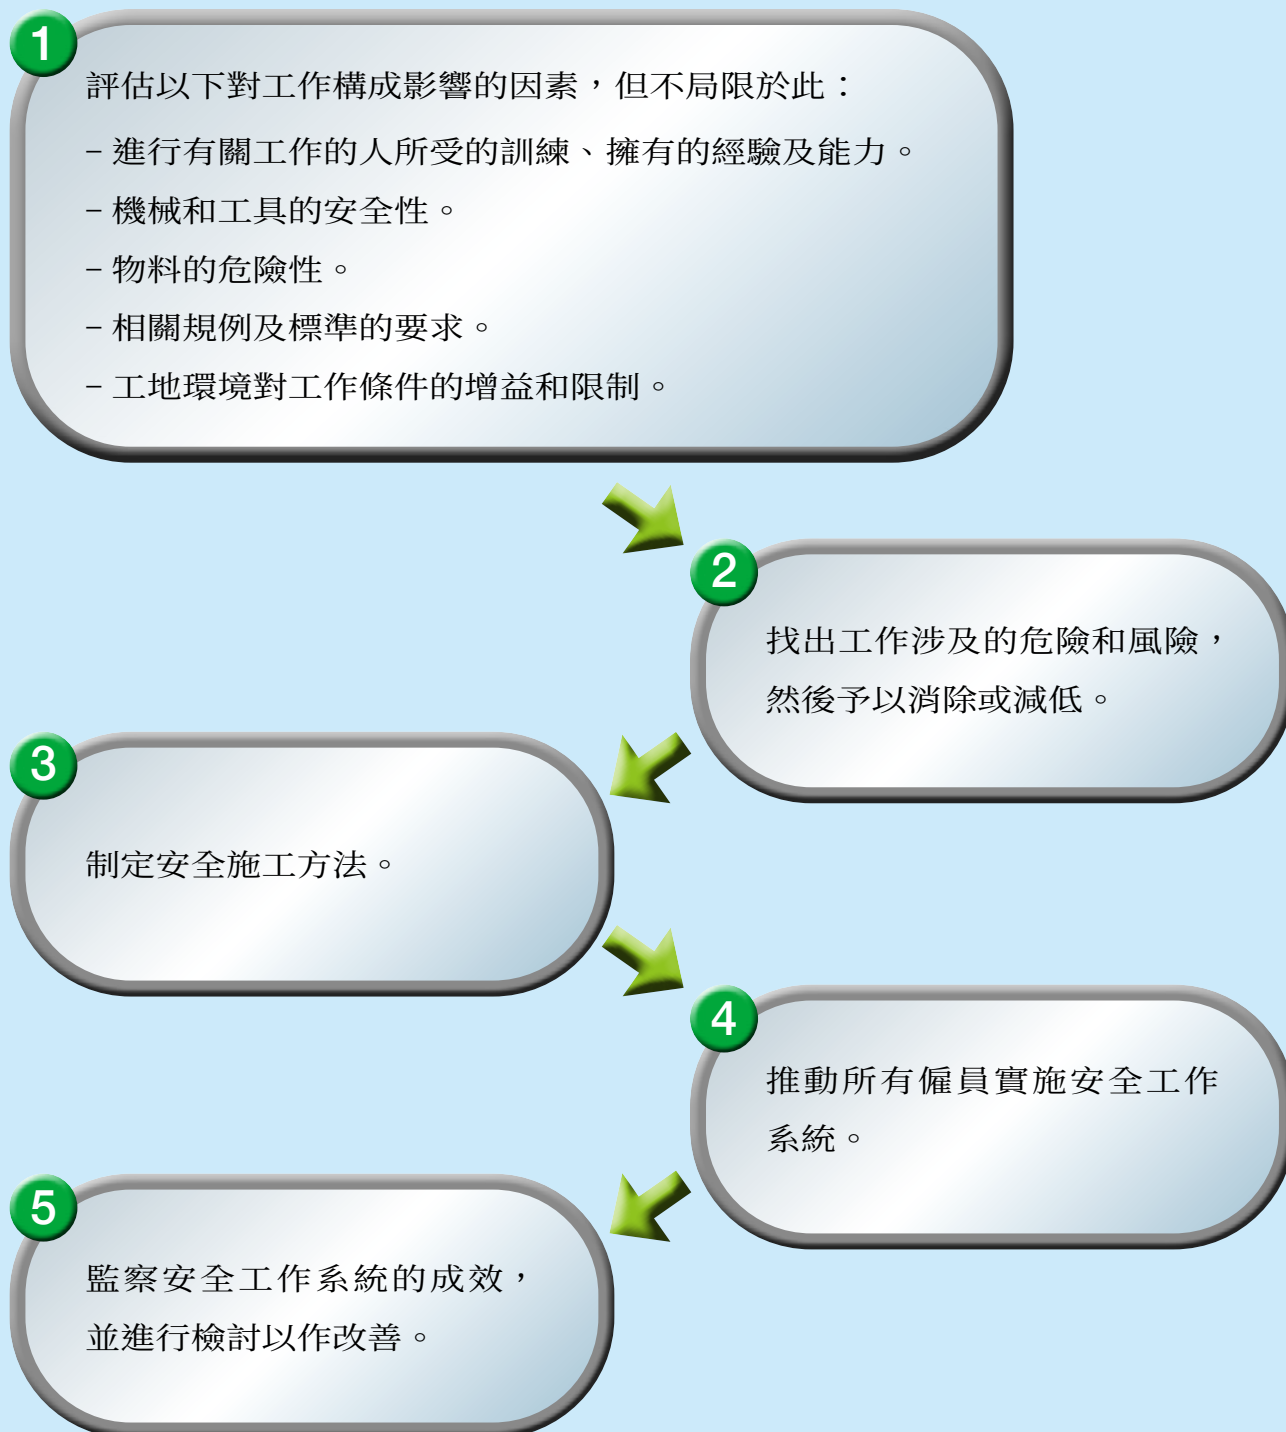 1
評估以下對工作構成影響的因素，但不局限於此：
– 進行有關工作的人所受的訓練、擁有的經驗及能力。
– 機械和工具的安全性。
– 物料的危險性。
– 相關規例及標準的要求。
– 工地環境對工作條件的增益和限制。
2
找出工作涉及的危險和風險，
然後予以消除或減低。
3
制定安全施工方法。
4
推動所有僱員實施安全工作
系統。
5
監察安全工作系統的成效，
並進行檢討以作改善。